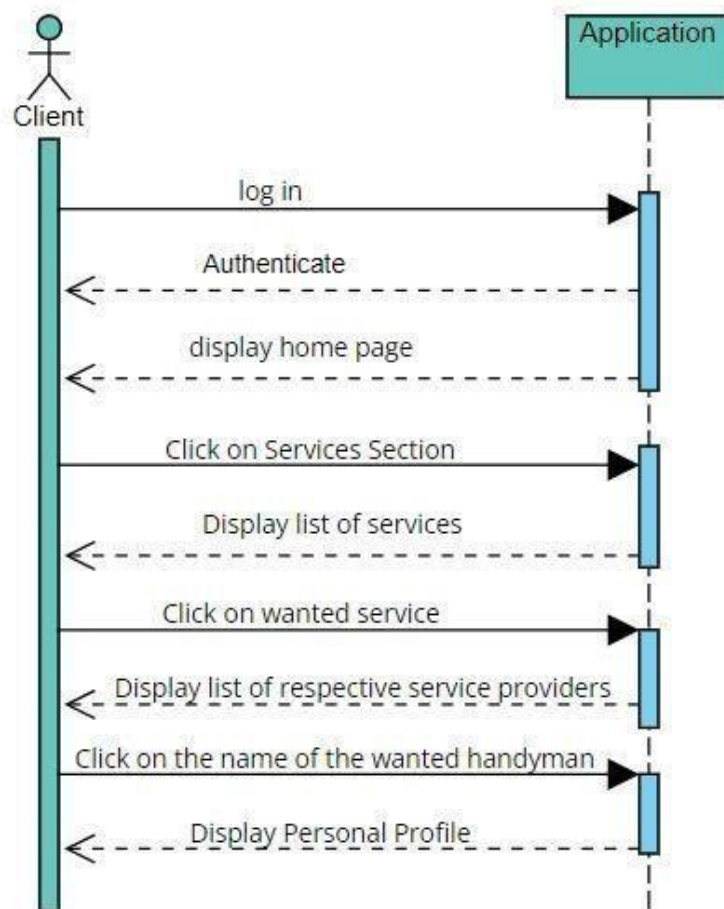 Application
Client
log in
Authenticate
display home page
Click on Services Section
Display list of services
Click on wanted service
Display list of respective service providers
Click on the name of the wanted handyman
Display Personal Profile